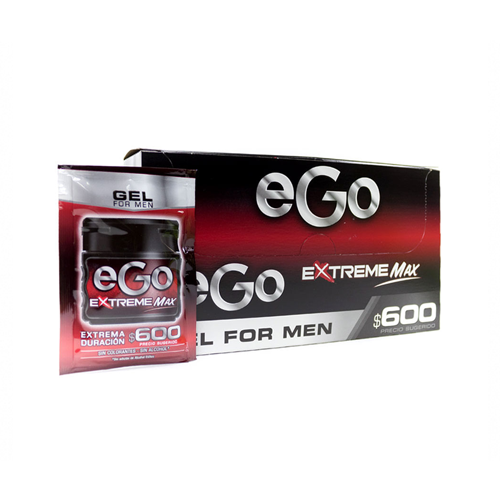 GEL
FOR MEN
eGo
EXTREME MAX
EXTREMA
DURACIÓN
$600
PRECIO SUGERIDO
SIN COLORANTES - SIN ALCOHOL*
eGo
EXTREME MAX
eGo
EL FOR MEN
$600
PRECIO SUGERIDO